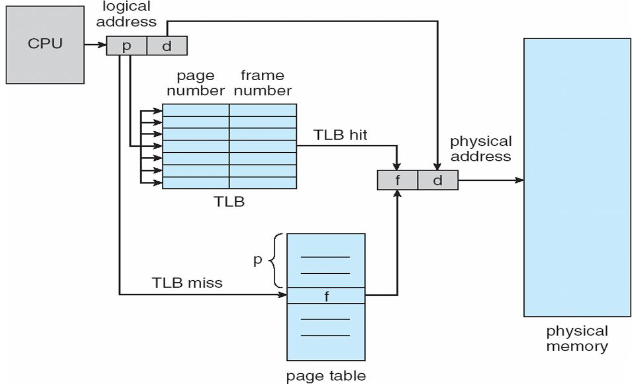 logical
address
CPU
p d
page frame
number number
TLB hit
physical
address
f d
TLB
p
TLB miss
f
physical
memory
page table